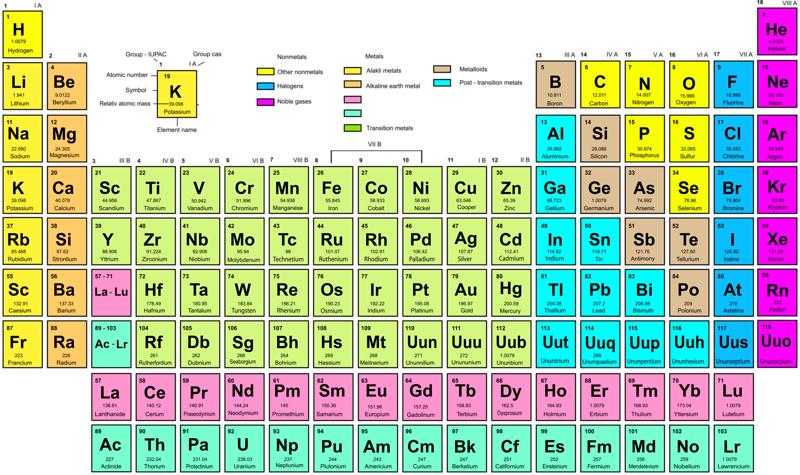 1 I A
18 VIII A
1 2
H He
1.0079 4.0026
Hydrogen Helium
2 II A
Group - IUPAC Group cas
1 I A
Atomic number 19
Symbol K
Relativ atomic mass 39.098
Potassium
Element name
Nonmetals
Other nonmetals
Halogens
Noble gases
Metals
Alakli metals
Alkaline earth metal
Transition metals
Metalloids
Post - transition metals
13 III A 14 IV A 15 V A 16 VI A 17 VII A
3 4 5 6 7 8 9 10
Li Be B C N O F Ne
1.941 9.0122 10.811 12.011 14.007 15.999 18.998 20.180
Lithium Beryllium Boron Carbon Nitrogen Oxygen Fluorine Neon
11 12 13 14 15 16 17 18
Na Mg Al Si P S Cl Ar
22.990 24.305 26.982 28.086 30.974 32.065 35.453 39.948
Sodium Magnesium Aluminium Silicon Phosphorus Sulfur Chlorine Argon
VII B
3 III B 4 IV B 5 V B 6 VI B 7 VIII B 8 9 10 11 I B 12 II B
19 20 21 22 23 24 25 26 27 28 29 30 31 32 33 34 35 36
K Ca Sc Ti V Cr Mn Fe Co Ni Cu Zn Ga Ge As Se Br Kr
39.098 40.078 44.956 47.867 50.942 51.996 54.938 55.845 58.933 58.693 63.546 65.39 69.723 1.0079 74.992 78.96 79.904 83.10
Potassium Calcium Scandium Titanium Vanadium Chromium Manganese Iron Cobalt Nickel Cooper Zinc Gallium Germanium Arsenic Selenium Bromine Krypton
37 38 39 40 41 42 43 44 45 46 47 48 49 50 51 52 53 54
Rb Si Y Zr Nb Mo Tc Ru Rh Pd Ag Cd In Sn Sb Te I Xe
85.468 87.62 88.906 91.224 92.906 95.94 99 101.07 102.91 106.42 107.87 112.41 114.82 118.71 121.76 127.60 126.90
Rubidium Strontium Yttrium Zirconium Niobium Molybdenum Technetium Ruthenium Rhodium Palladium Silver Cadmium Indium Tin Antimony Tellurium Iodine Xenon
55 56 57 - 71 72 73 74 75 76 77 78 79 80 81 82 83 84 85 86
Sc Ba La - Lu Hf Ta W Re Os Ir Pt Au Hg Tl Pb Bi Po At Rn
132.91 137.33 178.49 180.95 183.84 186.21 190.23 192.22 195.08 196.97 200.59 204.38 207.2 208.98 209 210 222
Caesium Barium Hafnium Tantalum Tungsten Rhenium Osmium Iridium Platinum Gold Mercury Thallium Lead Bismuth Polonium Astatine Radon
87 88 89 - 103 104 105 106 107 108 109 110 111 112 113 114 115 116 117 118
Fr Ra Ac - Lr Rf Db Sg Bh Hs Mt Uun Uuu Uub Uut Uuq Uup Uuh Uus Uuo
223 226 261 262 266 264 277 268 271 272 1.0079 289
Francium Radium Rutherfordium Dubnium Seaborgium Bohrium Hassium Meitnerium Ununnilium Unununium Ununbium Ununtrium Ununquadium Ununpentium Ununhexium Ununseptium Ununoctium
57 58 59 60 61 62 63 64 65 66 67 68 69 70 71
La Ce Pr Nd Pm Sm Eu Gd Tb Dy Ho Er Tm Yb Lu
138.91 140.12 140.91 144.24 145 150.36 151.96 157.25 158.93 162.5 164.93 1.0079 168.93 173.04 1.0079
Lanthanide Cerium Praseodymium Neodymium Promethium Samarium Europium Gadolinium Terbium Dysprosium Holmium Erbium Thulium Yttersium Lutetium
89 90 91 92 93 94 95 96 97 98 99 100 101 102 103
Ac Th Pa U Np Pu Am Cm Bk Cf Es Fm Md No Lr
227 232.04 231.04 238.03 237 244 243 247 247 251 252 257 258 259 1.0079
Actinide Thorium Protactinium Uranium Neptunium Plutonium Americium Curium Berkelium Californium Einsteinium Fermium Mendelevium Nobelium Lawrencium